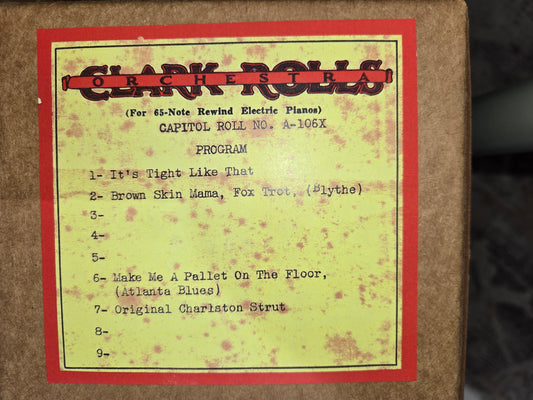 CLARK ROLLS
ORCHESTRA
(For 65-Note Rewind Electric Pianos)
CAPITOL ROLL NO. A-106X
PROGRAM
1- It's Tight Like That
2- Brown Skin Mama, Fox Trot, (Blythe)
3-
4-
5-
6- Make Me A Pallet On The Floor,
(Atlanta Blues)
7- Original Charlston Strut
8-
9-